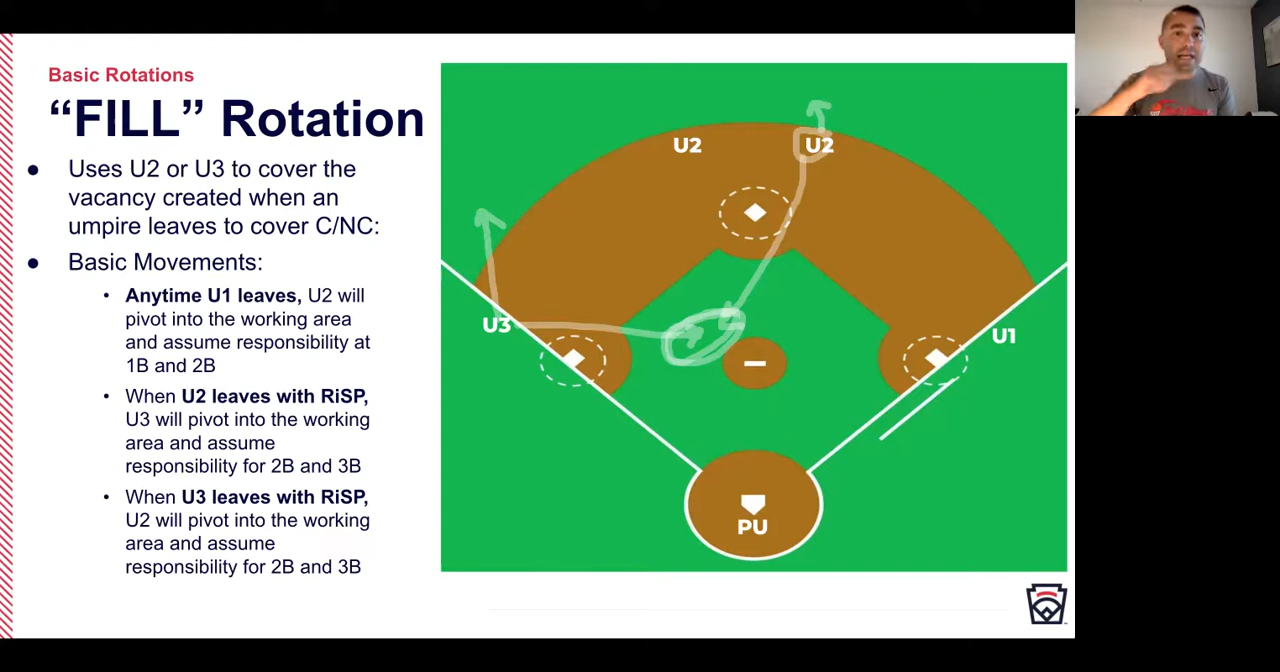 Basic Rotations
“FILL” Rotation
● Uses U2 or U3 to cover the
vacancy created when an
umpire leaves to cover C/NC:
● Basic Movements:
• Anytime U1 leaves, U2 will
pivot into the working area
and assume responsibility at
1B and 2B
• When U2 leaves with RiSP,
U3 will pivot into the working
area and assume
responsibility for 2B and 3B
• When U3 leaves with RiSP,
U2 will pivot into the working
area and assume
responsibility for 2B and 3B
U2
U2
U3
U1
PU